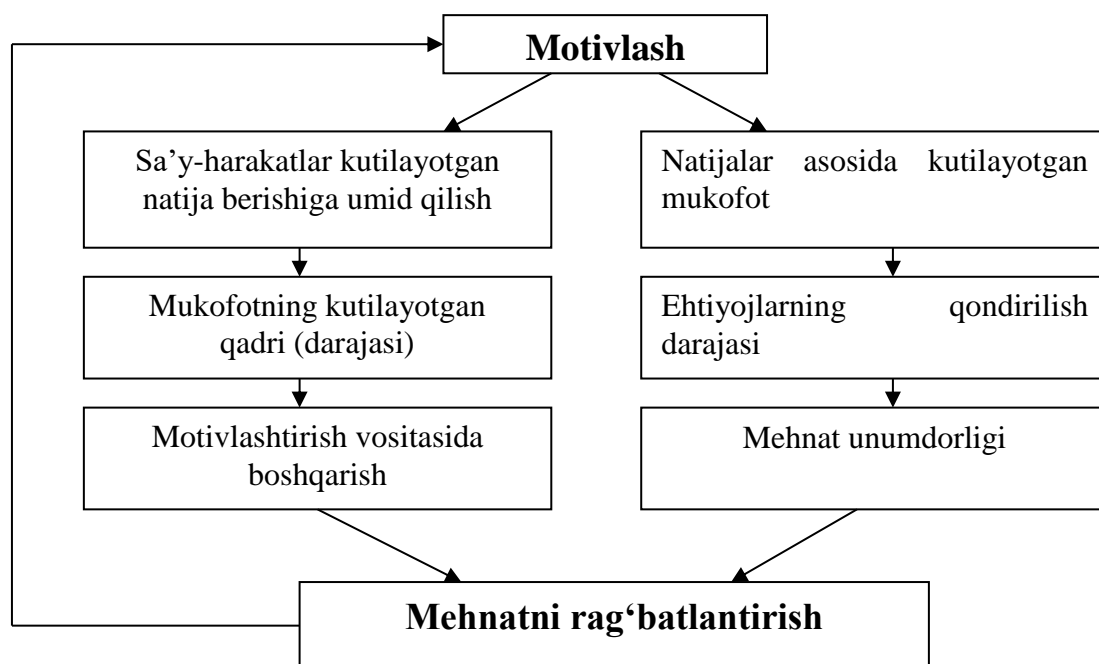 Motivlash
Sa’y-harakatlar kutilayotgan
natija berishiga umid qilish
Natijalar asosida kutilayotgan
mukofot
Mukofotning kutilayotgan
qadri (darajasi)
Ehtiyojlarning qondirilish
darajasi
Motivlashtirish vositasida
boshqarish
Mehnat unumdorligi
Mehnatni rag‘batlantirish